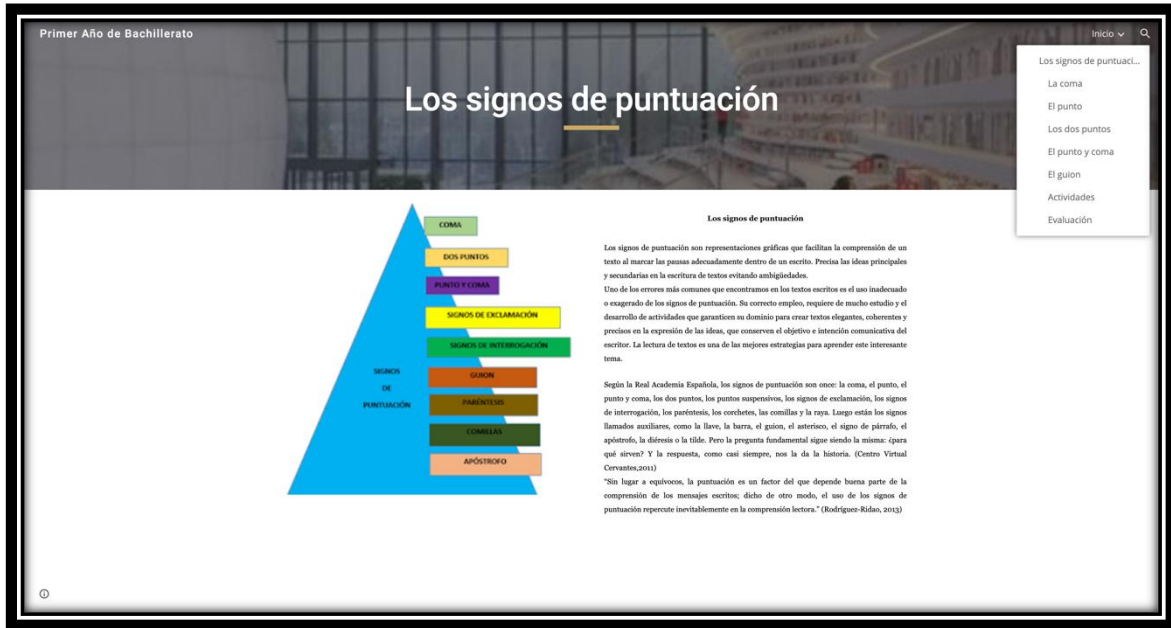 Primer Año de Bachillerato
Inicio
Los signos de puntuaci...
La coma
El punto
Los dos puntos
El punto y coma
El guion
Actividades
Evaluación
Los signos de puntuación
COMA
DOS PUNTOS
PUNTO Y COMA
SIGNOS DE EXCLAMACIÓN
SIGNOS DE INTERROGACIÓN
GUION
PARÉNTESIS
COMILLAS
APÓSTROFO
SIGNOS
DE
PUNTUACIÓN
Los signos de puntuación
Los signos de puntuación son representaciones gráficas que facilitan la comprensión de un
texto al marcar las pausas adecuadamente dentro de un escrito. Precisa las ideas principales
y secundarias en la escritura de textos evitando ambigüedades.
Uno de los errores más comunes que encontramos en los textos escritos es el uso inadecuado
o exagerado de los signos de puntuación. Su correcto empleo, requiere de mucho estudio y el
desarrollo de actividades que garanticen su dominio para crear textos elegantes, coherentes y
precisos en la expresión de las ideas, que conserven el objetivo e intención comunicativa del
escritor. La lectura de textos es una de las mejores estrategias para aprender este interesante
tema.
Según la Real Academia Española, los signos de puntuación son once: la coma, el punto, el
punto y coma, los dos puntos, los puntos suspensivos, los signos de exclamación, los signos
de interrogación, los paréntesis, los corchetes, las comillas y la raya. Luego están los signos
llamados auxiliares, como la llave, la barra, el guion, el asterisco, el signo de párrafo, el
apóstrofo, la diéresis o la tilde. Pero la pregunta fundamental sigue siendo la misma: ¿para
qué sirven? Y la respuesta, como casi siempre, nos la da la historia. (Centro Virtual
Cervantes,2011)
"Sin lugar a equívocos, la puntuación es un factor del que depende buena parte de la
comprensión de los mensajes escritos; dicho de otro modo, el uso de los signos de
puntuación repercute inevitablemente en la comprensión lectora." (Rodríguez-Ridao, 2013)